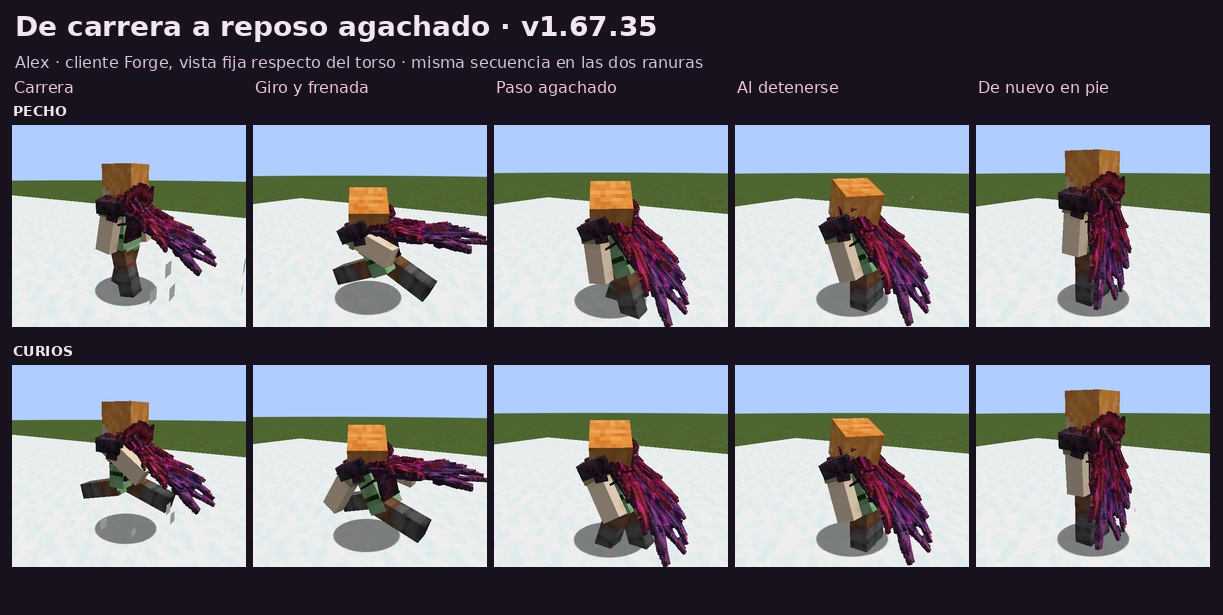 De carrera a reposo agachado · v1.67.35
Alex · cliente Forge, vista fija respecto del torso · misma secuencia en las dos ranuras
Carrera
Giro y frenada
Paso agachado
Al detenerse
De nuevo en pie
PECHO
CURIOS